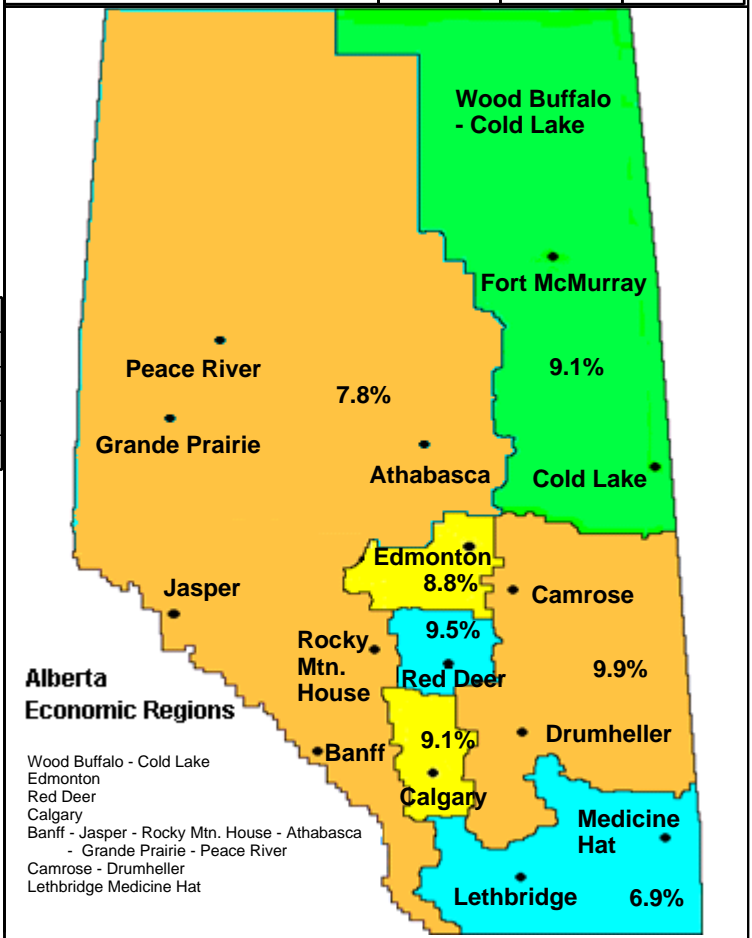 Wood Buffalo
- Cold Lake
Fort McMurray
9.1%
Peace River
7.8%
Grande Prairie
Athabasca
Cold Lake
Edmonton
8.8%
Jasper
Camrose
9.5%
Rocky
Mtn.
House
Red Deer
9.9%
Alberta
Economic Regions
Drumheller
9.1%
Banff
Calgary
Wood Buffalo - Cold Lake
Edmonton
Red Deer
Calgary
Banff - Jasper - Rocky Mtn. House - Athabasca
- Grande Prairie - Peace River
Camrose - Drumheller
Lethbridge Medicine Hat
Medicine
Hat
Lethbridge
6.9%